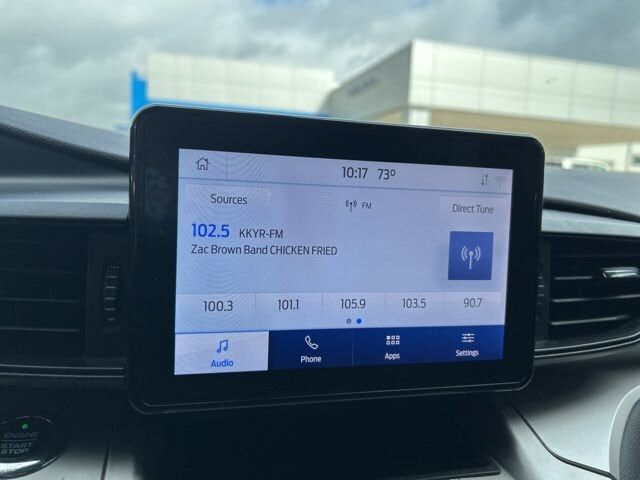 10:17 73°
Sources
FM
Direct Tune
102.5 KKYR-FM
Zac Brown Band CHICKEN FRIED
100.3 101.1 105.9 103.5 90.7
Audio Phone Apps Settings
ENGINE
START
STOP